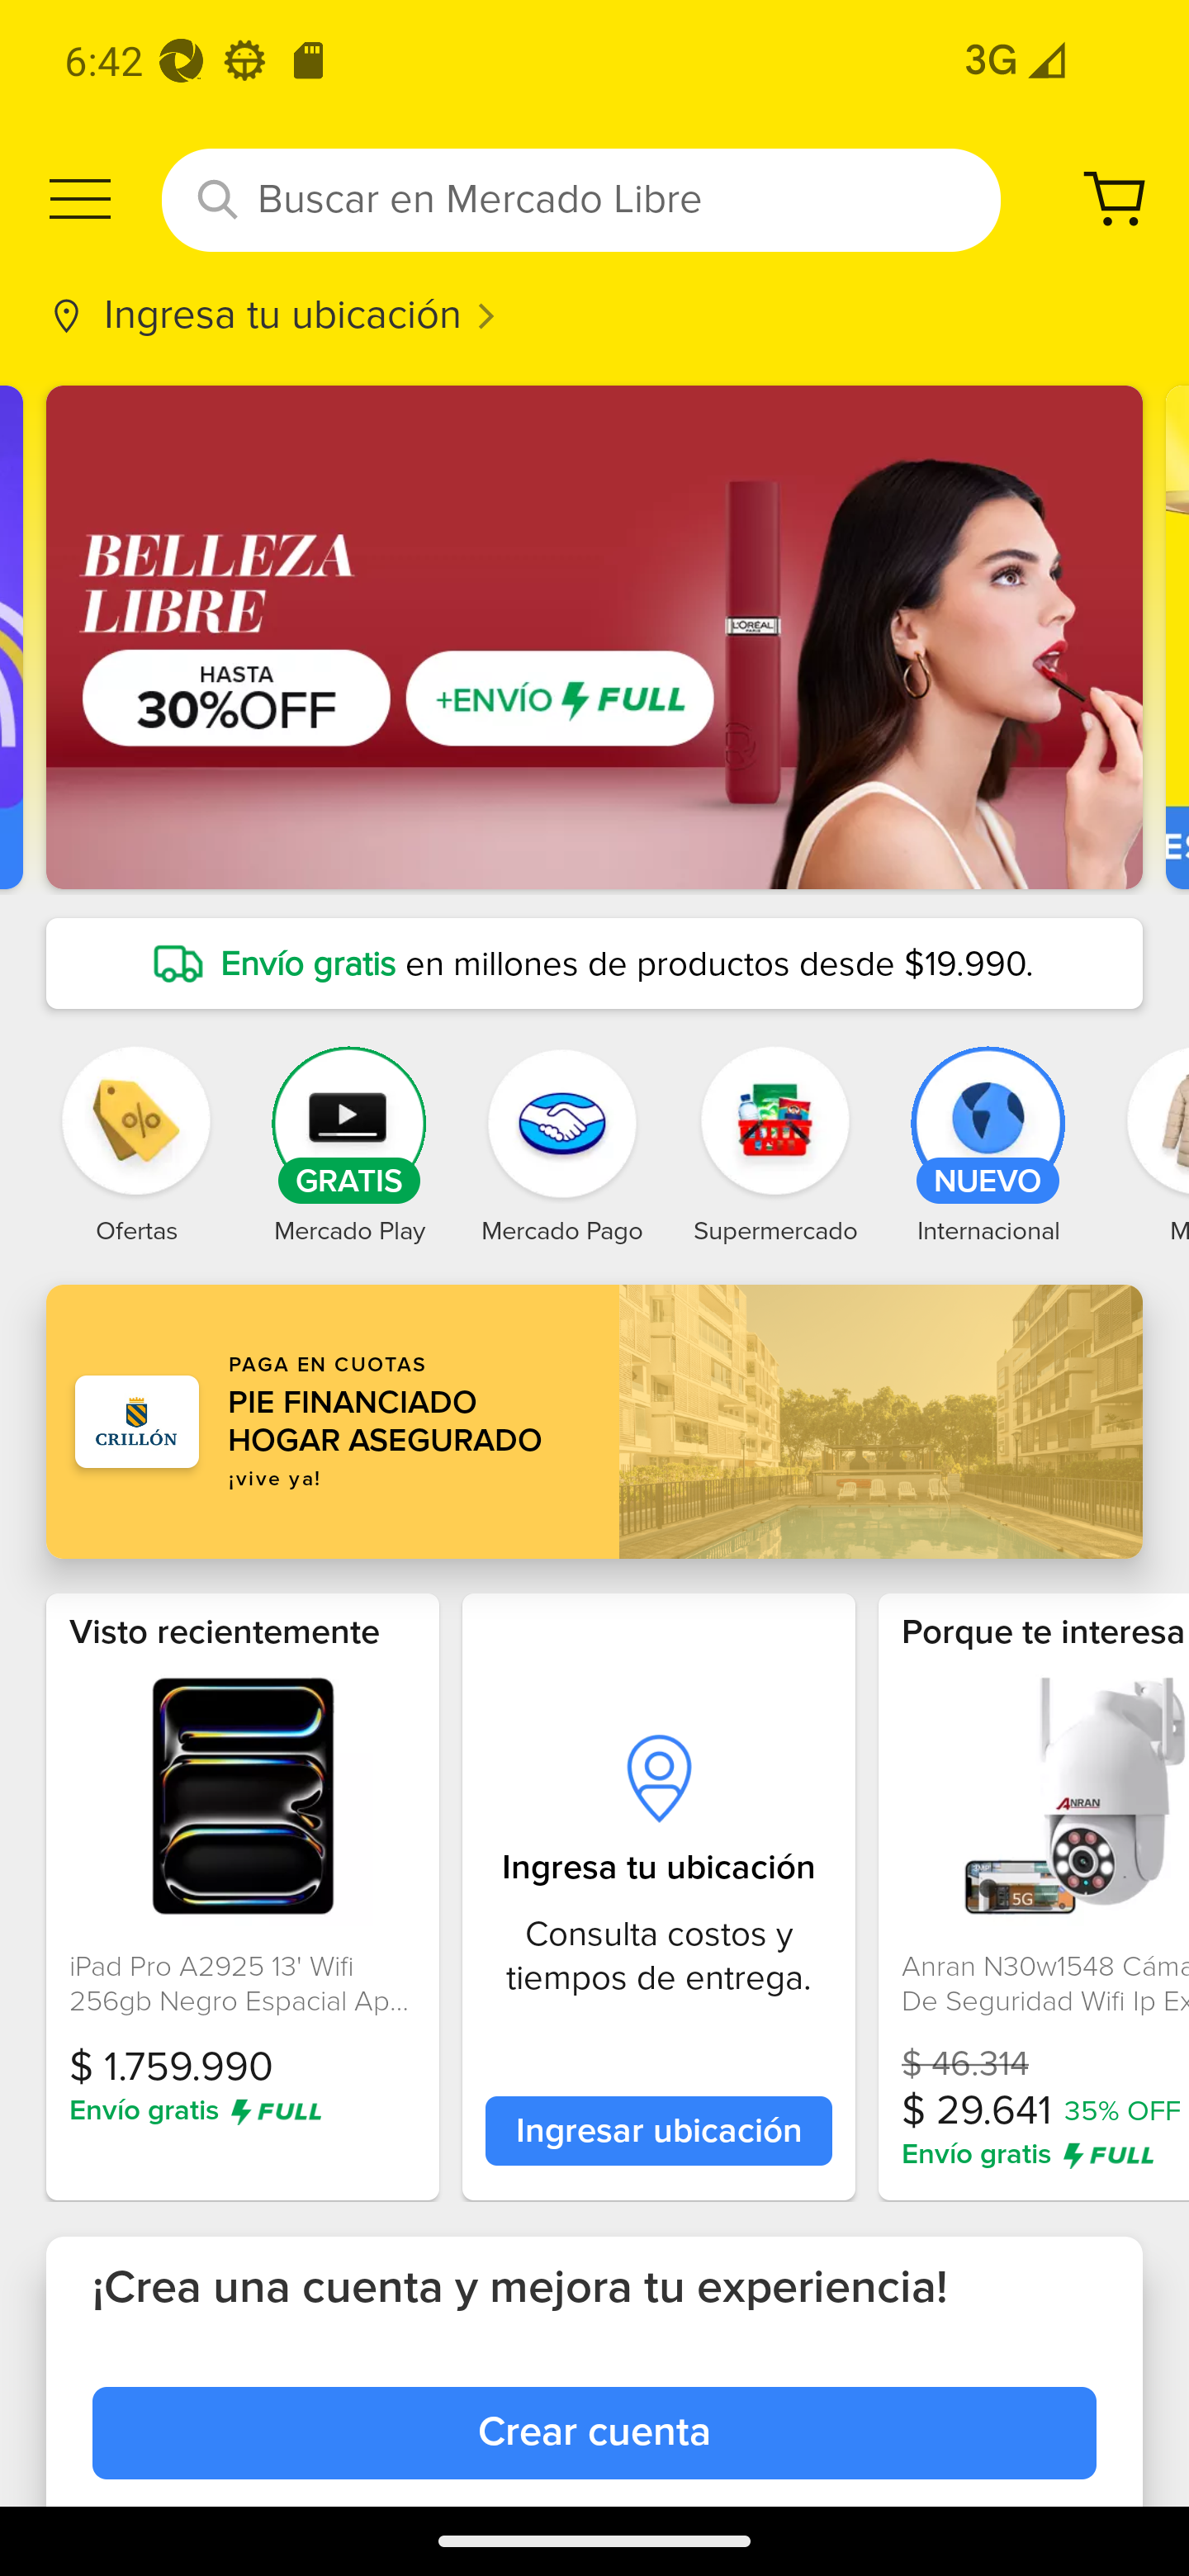 6:42
3G
Buscar en Mercado Libre
Ingresa tu ubicación
BELLEZA
LIBRE
HASTA
30%OFF
+ENVÍO FULL
L'ORÉAL
PARIS
Envío gratis en millones de productos desde $19.990.
GRATIS
NUEVO
Ofertas
Mercado Play
Mercado Pago
Supermercado
Internacional
M
CRILLÓN
PAGA EN CUOTAS
PIE FINANCIADO
HOGAR ASEGURADO
¡vive ya!
Visto recientemente
iPad Pro A2925 13' Wifi
256gb Negro Espacial Ap...
$ 1.759.990
Envío gratis FULL
Ingresa tu ubicación
Consulta costos y
tiempos de entrega.
Ingresar ubicación
Porque te interesa
ANRAN
5G
Anran N30w1548 Cáma
De Seguridad Wifi Ip Ex
$ 46.314
$ 29.641 35% OFF
Envío gratis FULL
¡Crea una cuenta y mejora tu experiencia!
Crear cuenta